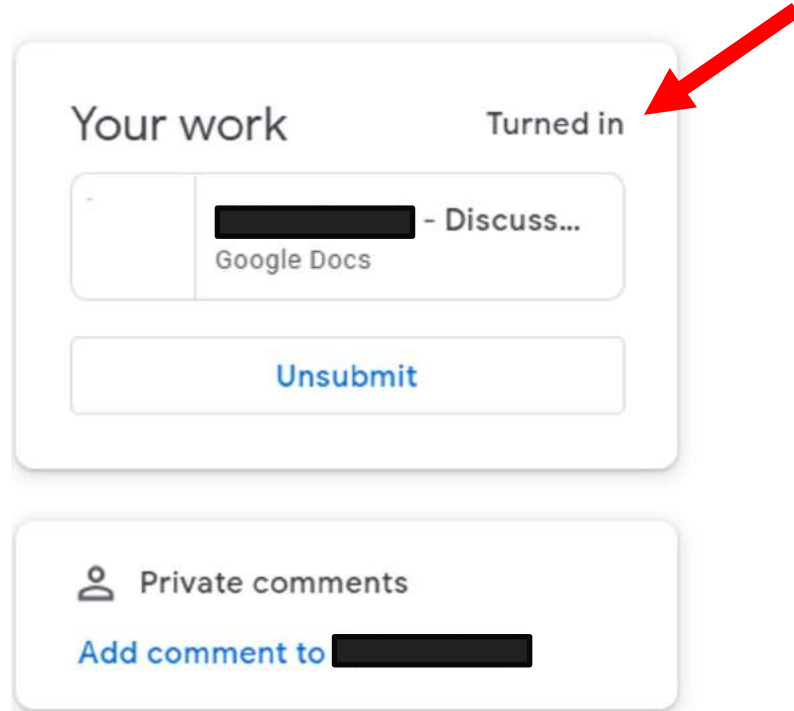 Your work Turned in
- Discuss...
Google Docs
Unsubmit
Private comments
Add comment to